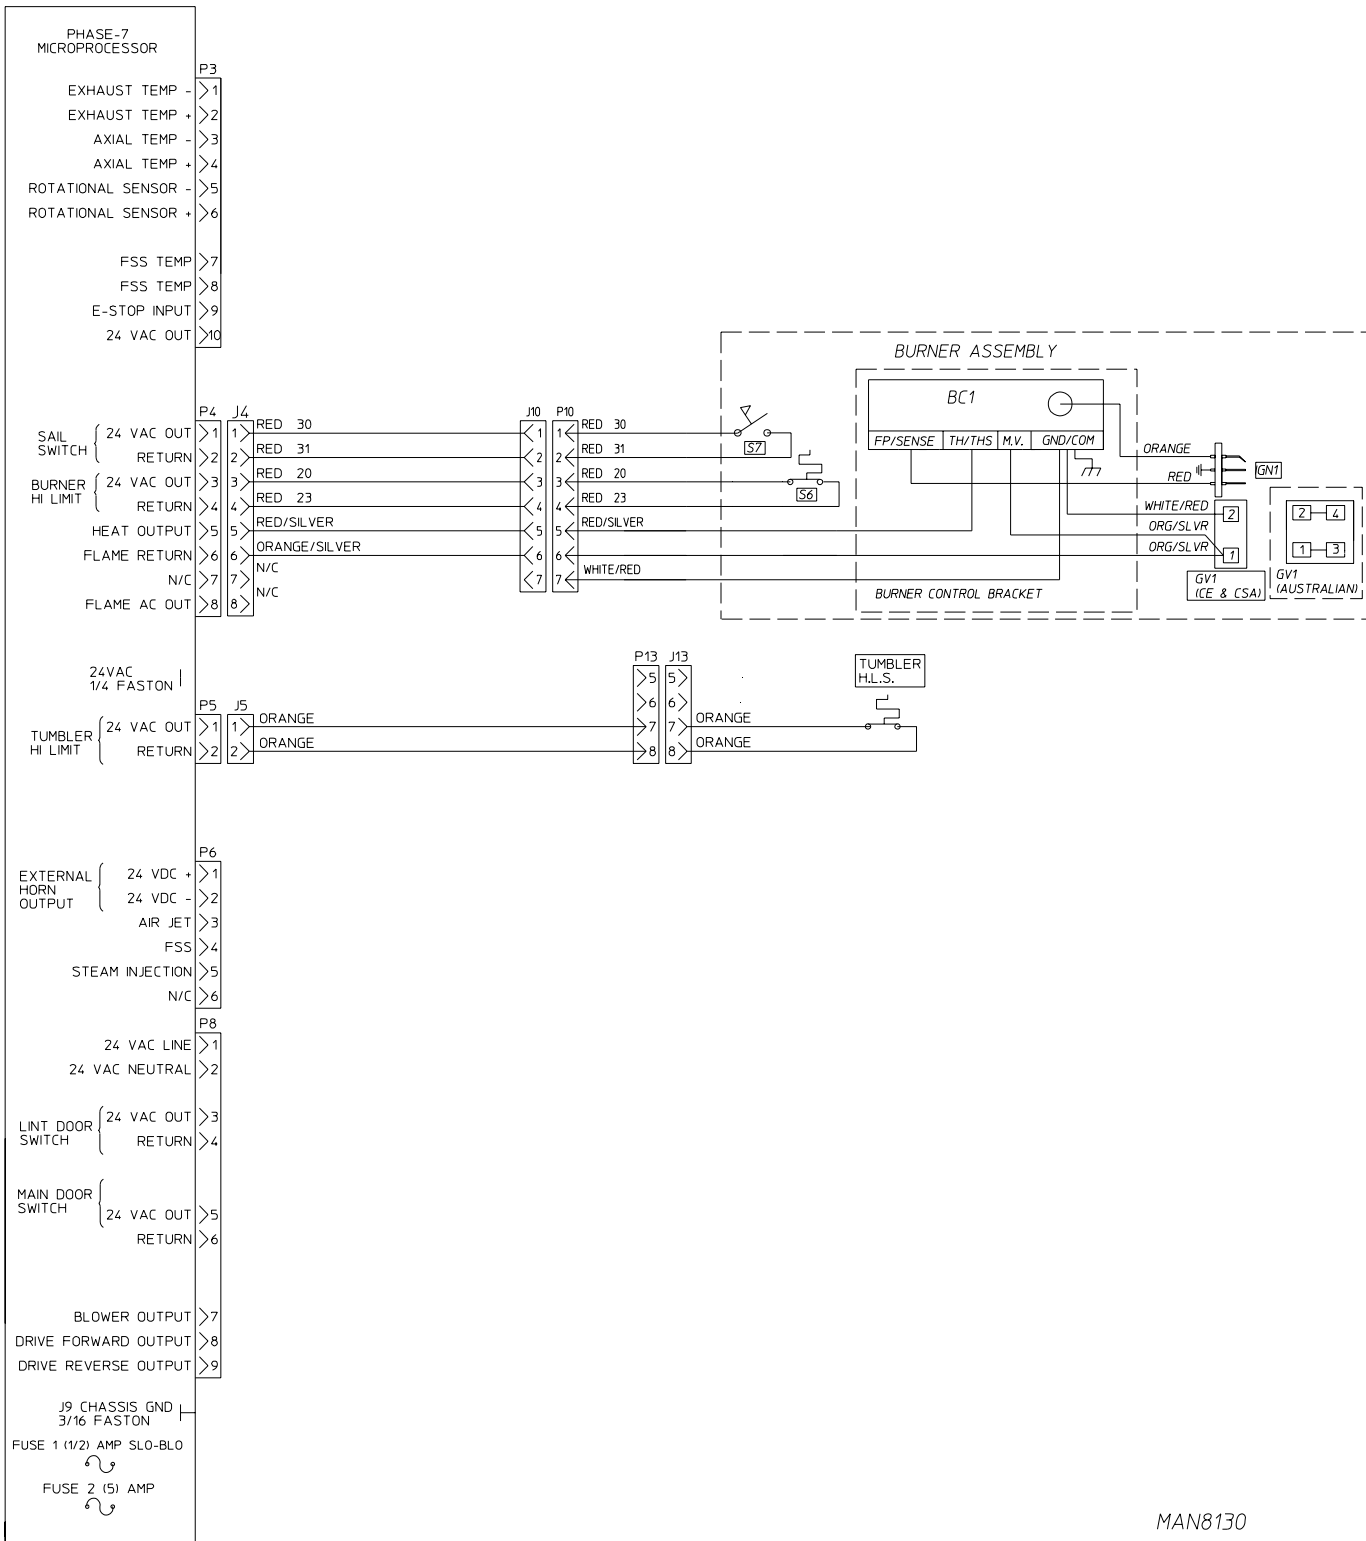 PHASE-7
MICROPROCESSOR
P3
EXHAUST TEMP - 1
EXHAUST TEMP + 2
AXIAL TEMP - 3
AXIAL TEMP + 4
ROTATIONAL SENSOR - 5
ROTATIONAL SENSOR + 6
FSS TEMP 7
FSS TEMP 8
E-STOP INPUT 9
24 VAC OUT 10
BURNER ASSEMBLY
BC1
FP/SENSE TH/THS M.V. GND/COM
P4 J4 J10 P10
SAIL
SWITCH
24 VAC OUT 1 1 RED 30 1 1 RED 30
S7
RETURN 2 2 RED 31 2 2 RED 31
BURNER
HI LIMIT
24 VAC OUT 3 3 RED 20 3 3 RED 20
S6
RETURN 4 4 RED 23 4 4 RED 23
HEAT OUTPUT 5 5 RED/SILVER 5 5 RED/SILVER
FLAME RETURN 6 6 ORANGE/SILVER 6 6
N/C 7 7 N/C 7 7 WHITE/RED
FLAME AC OUT 8 8 N/C
BURNER CONTROL BRACKET
ORANGE
RED
IGN1
WHITE/RED
2
ORG/SLVR
ORG/SLVR
1
GV1
(CE & CSA)
2 4
1 3
GV1
(AUSTRALIAN)
24VAC
1/4 FASTON
P13 J13
5 5
6 6
TUMBLER
H.L.S.
P5 J5
TUMBLER
HI LIMIT
24 VAC OUT 1 1 ORANGE 7 7 ORANGE
RETURN 2 2 ORANGE 8 8 ORANGE
P6
EXTERNAL
HORN
OUTPUT
24 VDC + 1
24 VDC - 2
AIR JET 3
FSS 4
STEAM INJECTION 5
N/C 6
P8
24 VAC LINE 1
24 VAC NEUTRAL 2
LINT DOOR
SWITCH
24 VAC OUT 3
RETURN 4
MAIN DOOR
SWITCH
24 VAC OUT 5
RETURN 6
BLOWER OUTPUT 7
DRIVE FORWARD OUTPUT 8
DRIVE REVERSE OUTPUT 9
J9 CHASSIS GND
3/16 FASTON
FUSE 1 (1/2) AMP SLO-BLO
FUSE 2 (5) AMP
MAN8130